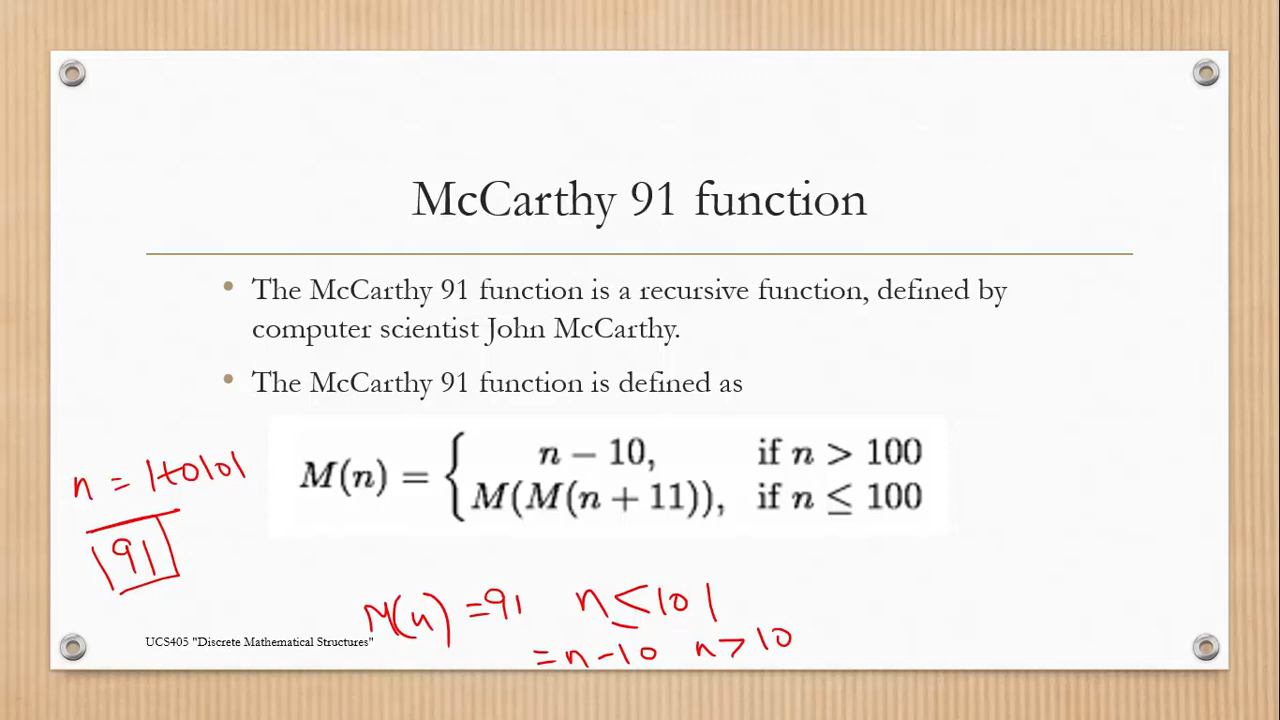 McCarthy 91 function
• The McCarthy 91 function is a recursive function, defined by
computer scientist John McCarthy.
• The McCarthy 91 function is defined as
M(n) = { n − 10, if n > 100
M(M(n + 11)), if n ≤ 100
n = 1to101
91
M(n) = 91 n ≤ 101
= n - 10 n > 10
UCS405 "Discrete Mathematical Structures"